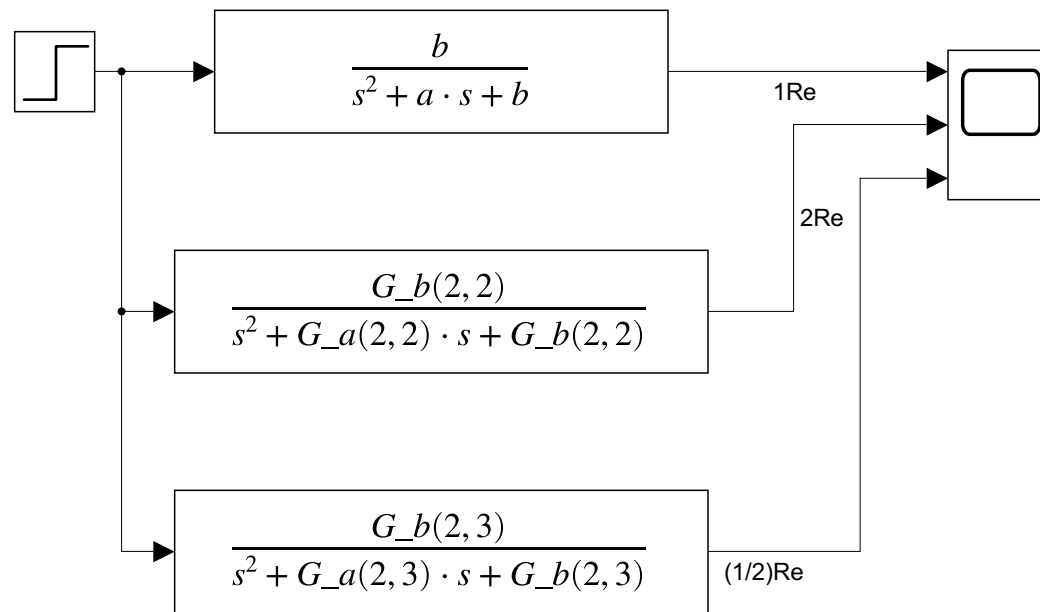 b
s² + a · s + b
1Re
G_b(2, 2)
s² + G_a(2, 2) · s + G_b(2, 2)
2Re
G_b(2, 3)
s² + G_a(2, 3) · s + G_b(2, 3)
(1/2)Re